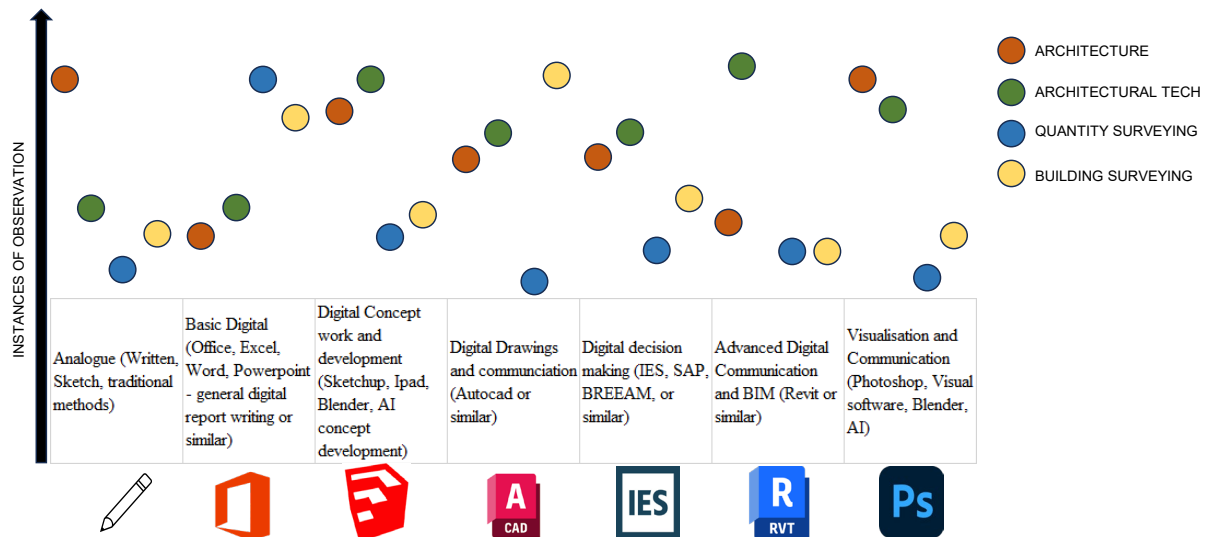 INSTANCES OF OBSERVATION
ARCHITECTURE
ARCHITECTURAL TECH
QUANTITY SURVEYING
BUILDING SURVEYING
Analogue (Written,
Sketch, traditional
methods)
Basic Digital
(Office, Excel,
Word, Powerpoint
- general digital
report writing or
similar)
Digital Concept
work and
development
(Sketchup, Ipad,
Blender, AI
concept
development)
Digital Drawings
and communciation
(Autocad or
similar)
Digital decision
making (IES, SAP,
BREEAM, or
similar)
Advanced Digital
Communication
and BIM (Revit or
similar)
Visualisation and
Communication
(Photoshop, Visual
software, Blender,
AI)
A
CAD
IES
R
RVT
Ps